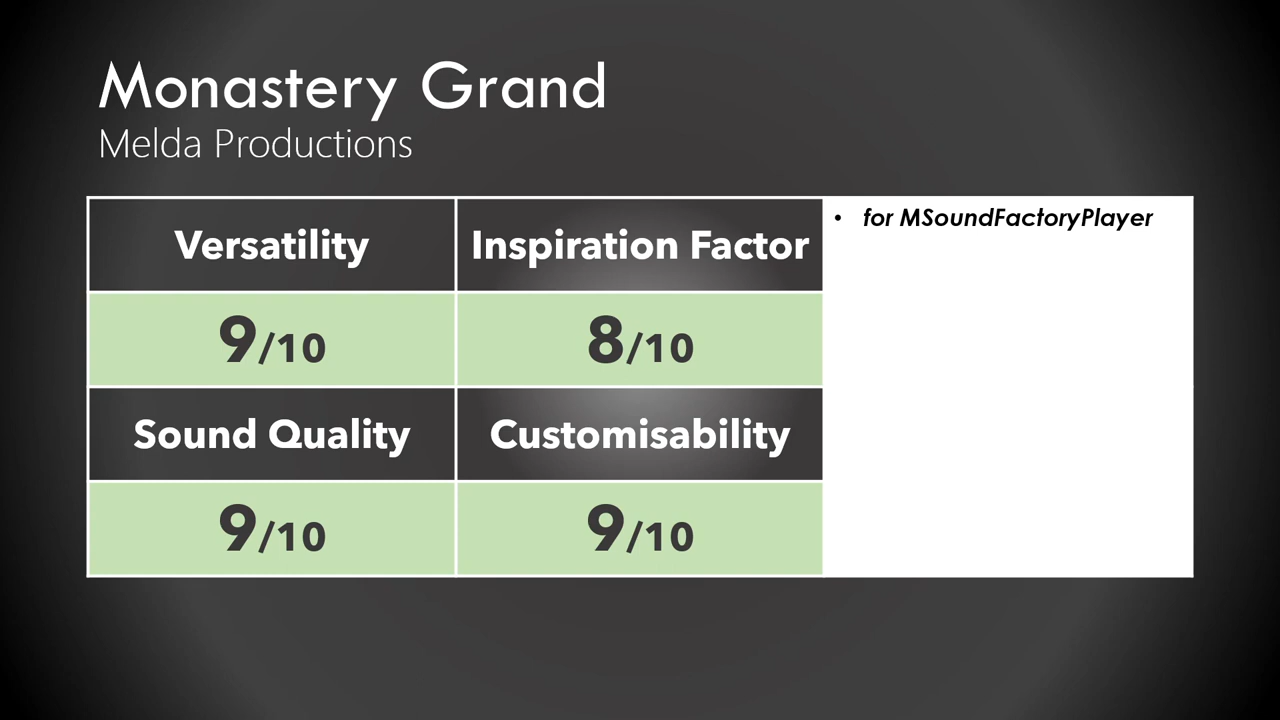 Monastery Grand
Melda Productions
Versatility
Inspiration Factor
9/10
8/10
Sound Quality
Customisability
9/10
9/10
• for MSoundFactoryPlayer